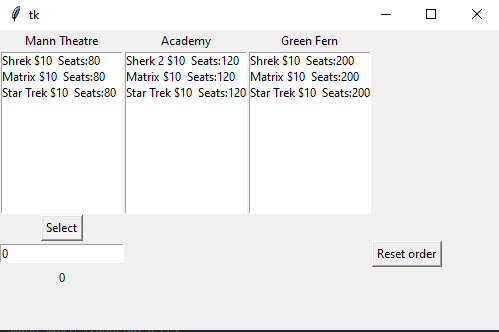 tk
Mann Theatre Academy Green Fern
Shrek $10 Seats:80 Sherk 2 $10 Seats:120 Shrek $10 Seats:200
Matrix $10 Seats:80 Matrix $10 Seats:120 Matrix $10 Seats:200
Star Trek $10 Seats:80 Star Trek $10 Seats:120 Star Trek $10 Seats:200
Select
0 Reset order
0